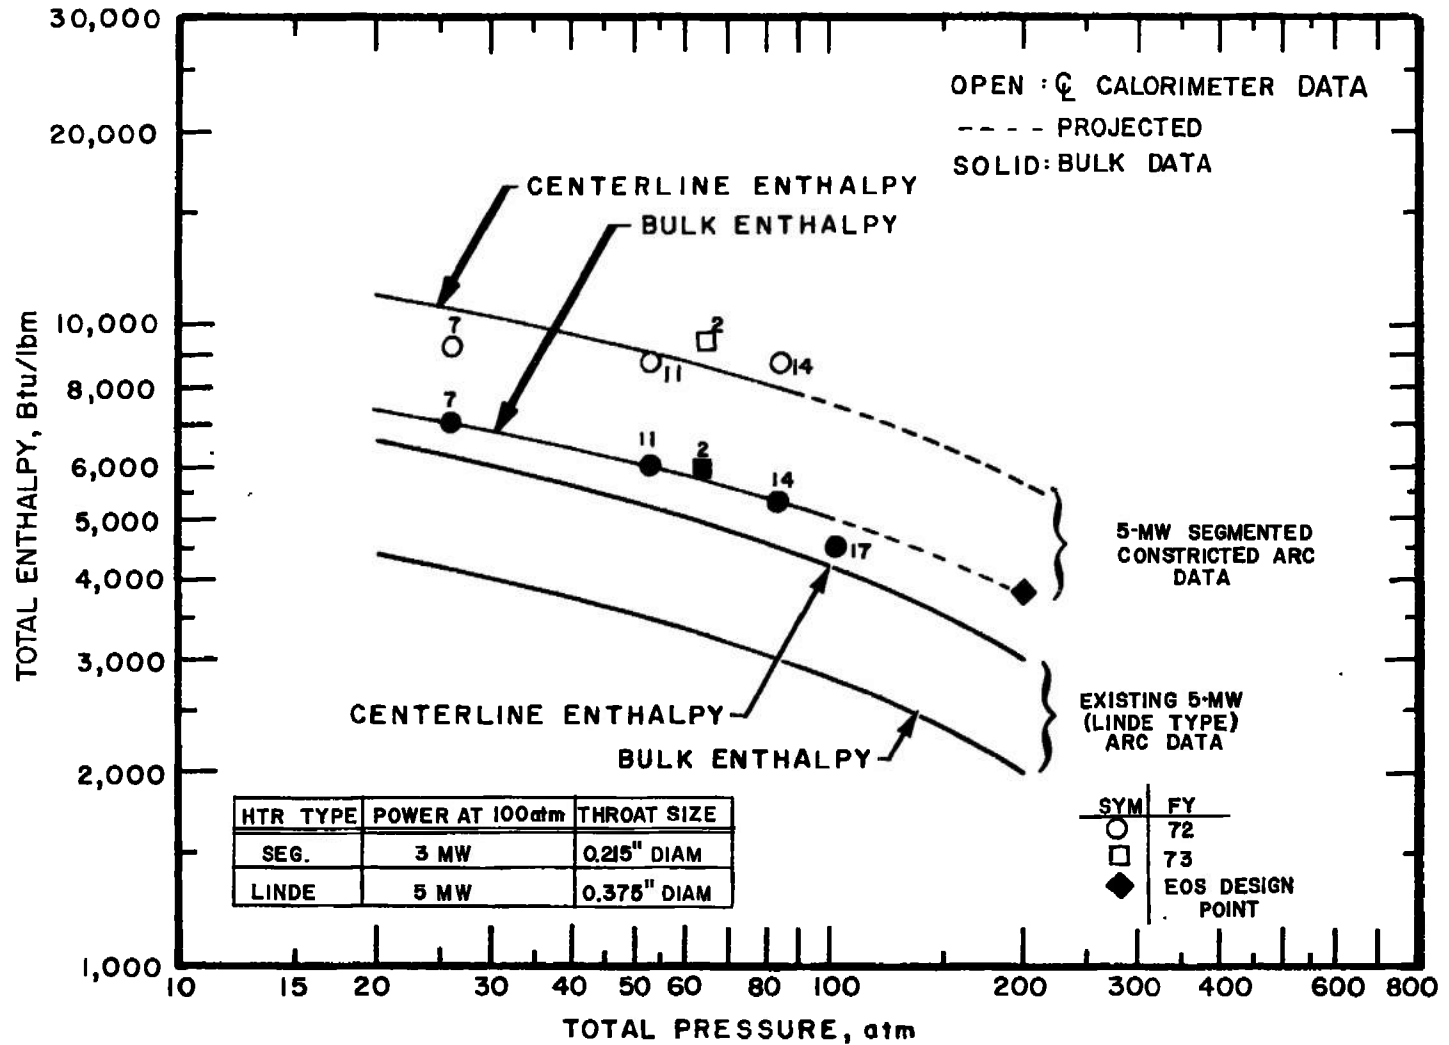 30,000
20,000
10,000
8,000
6,000
5,000
4,000
3,000
2,000
1,000
TOTAL ENTHALPY, Btu/lbm
OPEN : ℄ CALORIMETER DATA
---- PROJECTED
SOLID: BULK DATA
CENTERLINE ENTHALPY
BULK ENTHALPY
7
2
11
14
7
11
2
14
17
5-MW SEGMENTED
CONSTRICTED ARC
DATA
CENTERLINE ENTHALPY
BULK ENTHALPY
EXISTING 5-MW
(LINDE TYPE)
ARC DATA
HTR TYPE POWER AT 100atm THROAT SIZE
SEG. 3 MW 0.215" DIAM
LINDE 5 MW 0.375" DIAM
SYM FY
72
73
EOS DESIGN
POINT
10 15 20 30 40 50 60 80 100 200 300 400 600 800
TOTAL PRESSURE, atm